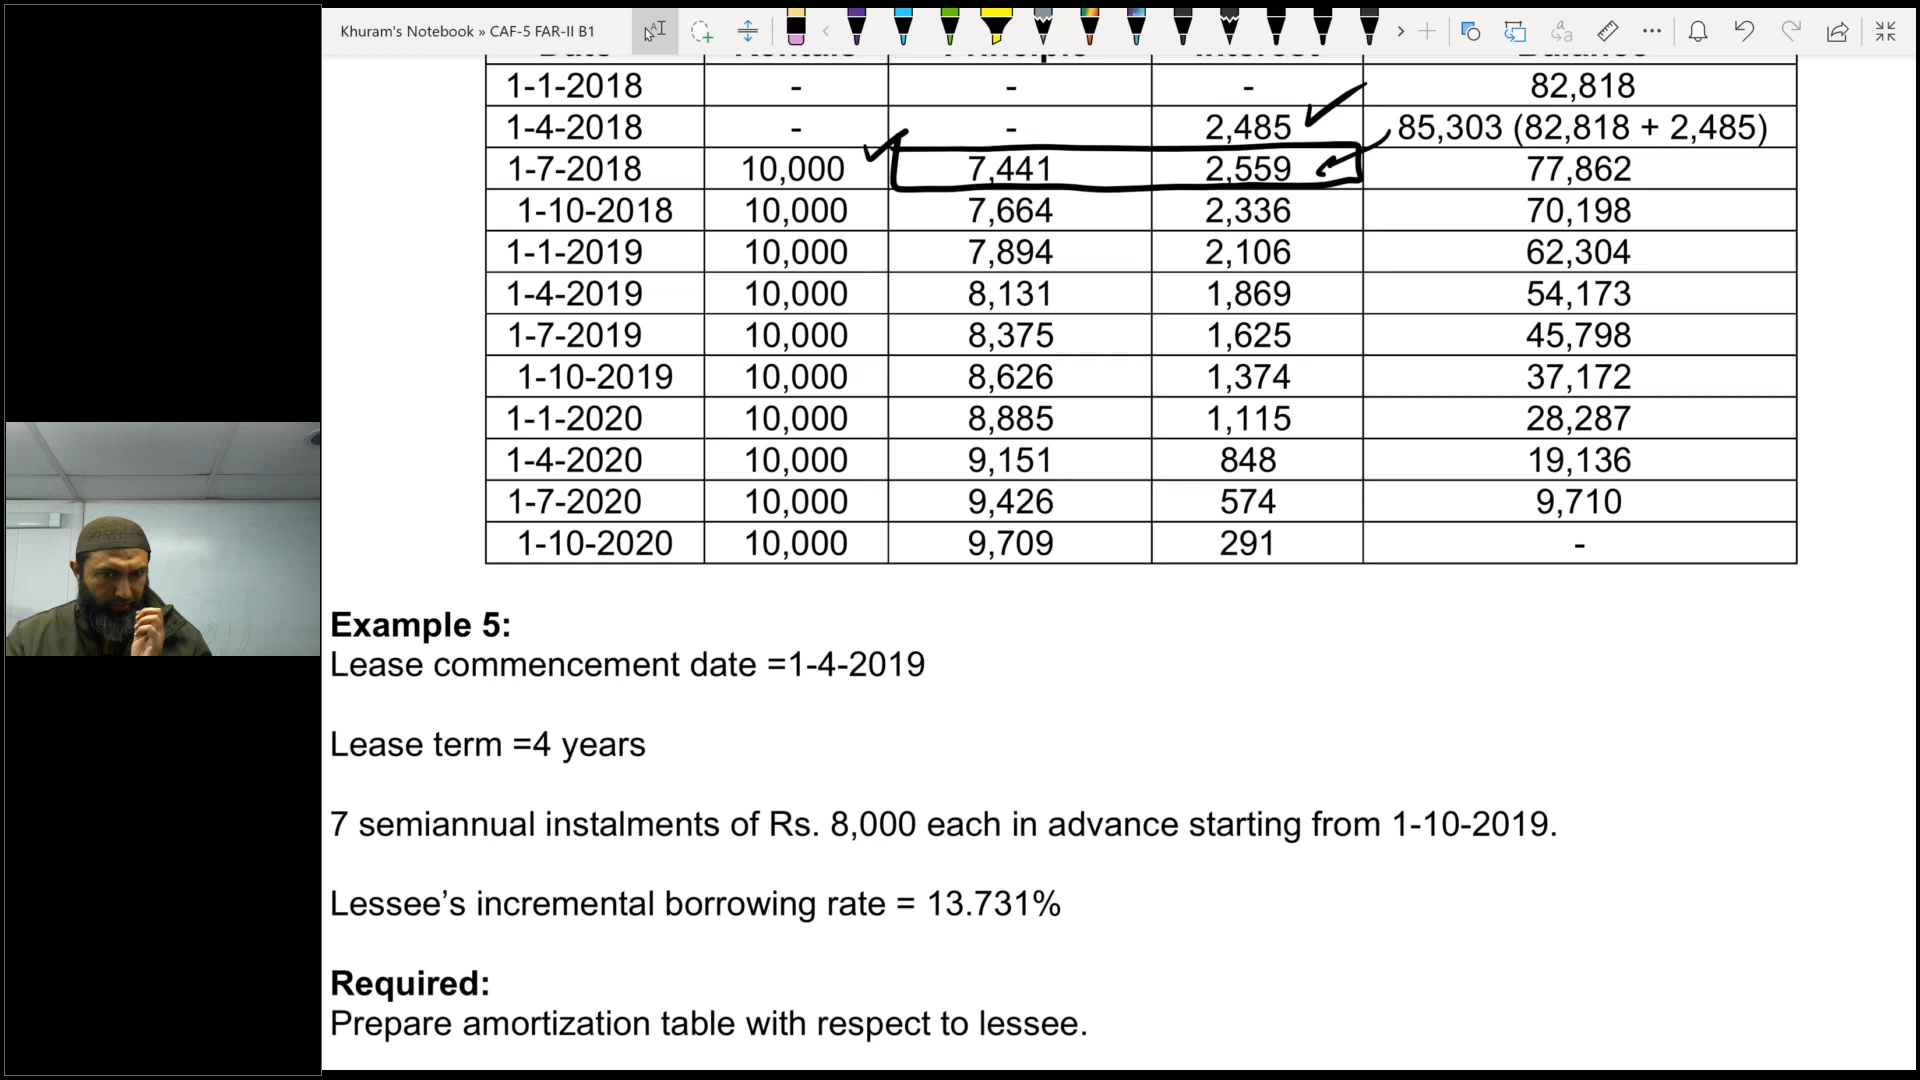 Khuram's Notebook » CAF-5 FAR-II B1
1-1-2018 - - - 82,818
1-4-2018 - - 2,485 85,303 (82,818 + 2,485)
1-7-2018 10,000 7,441 2,559 77,862
1-10-2018 10,000 7,664 2,336 70,198
1-1-2019 10,000 7,894 2,106 62,304
1-4-2019 10,000 8,131 1,869 54,173
1-7-2019 10,000 8,375 1,625 45,798
1-10-2019 10,000 8,626 1,374 37,172
1-1-2020 10,000 8,885 1,115 28,287
1-4-2020 10,000 9,151 848 19,136
1-7-2020 10,000 9,426 574 9,710
1-10-2020 10,000 9,709 291 -
Example 5:
Lease commencement date =1-4-2019
Lease term =4 years
7 semiannual instalments of Rs. 8,000 each in advance starting from 1-10-2019.
Lessee’s incremental borrowing rate = 13.731%
Required:
Prepare amortization table with respect to lessee.